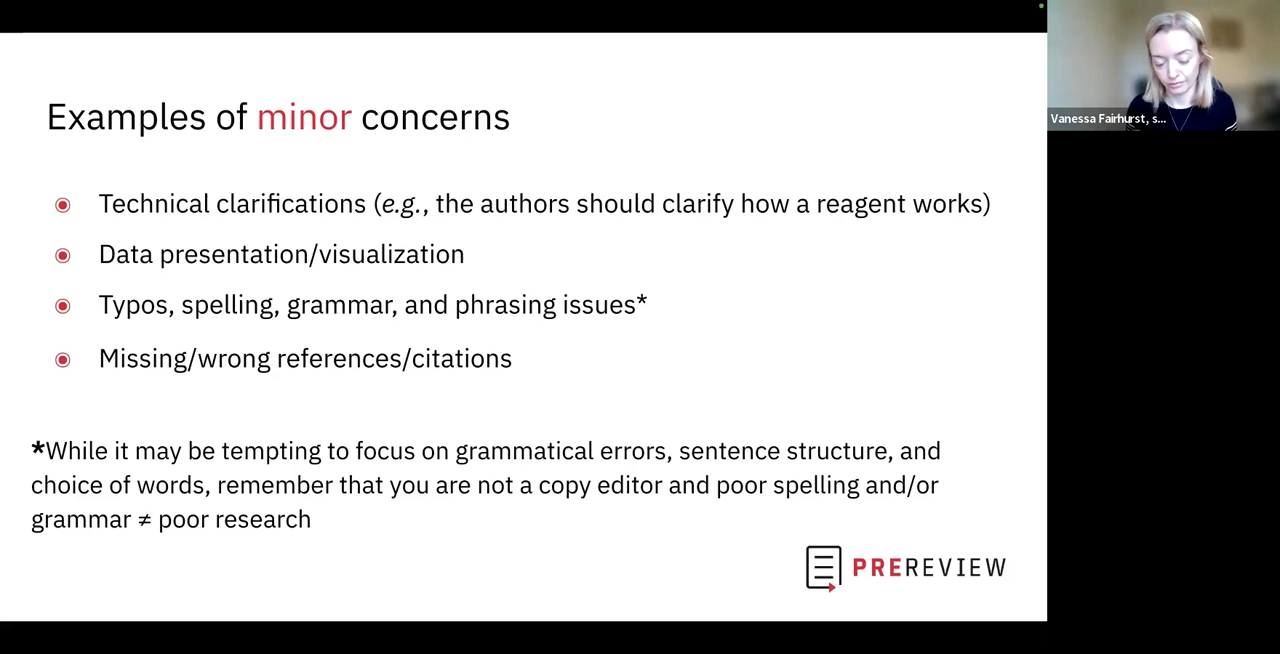 Examples of minor concerns
Technical clarifications (e.g., the authors should clarify how a reagent works)
Data presentation/visualization
Typos, spelling, grammar, and phrasing issues*
Missing/wrong references/citations
*While it may be tempting to focus on grammatical errors, sentence structure, and
choice of words, remember that you are not a copy editor and poor spelling and/or
grammar ≠ poor research
PREREVIEW
Vanessa Fairhurst, s...